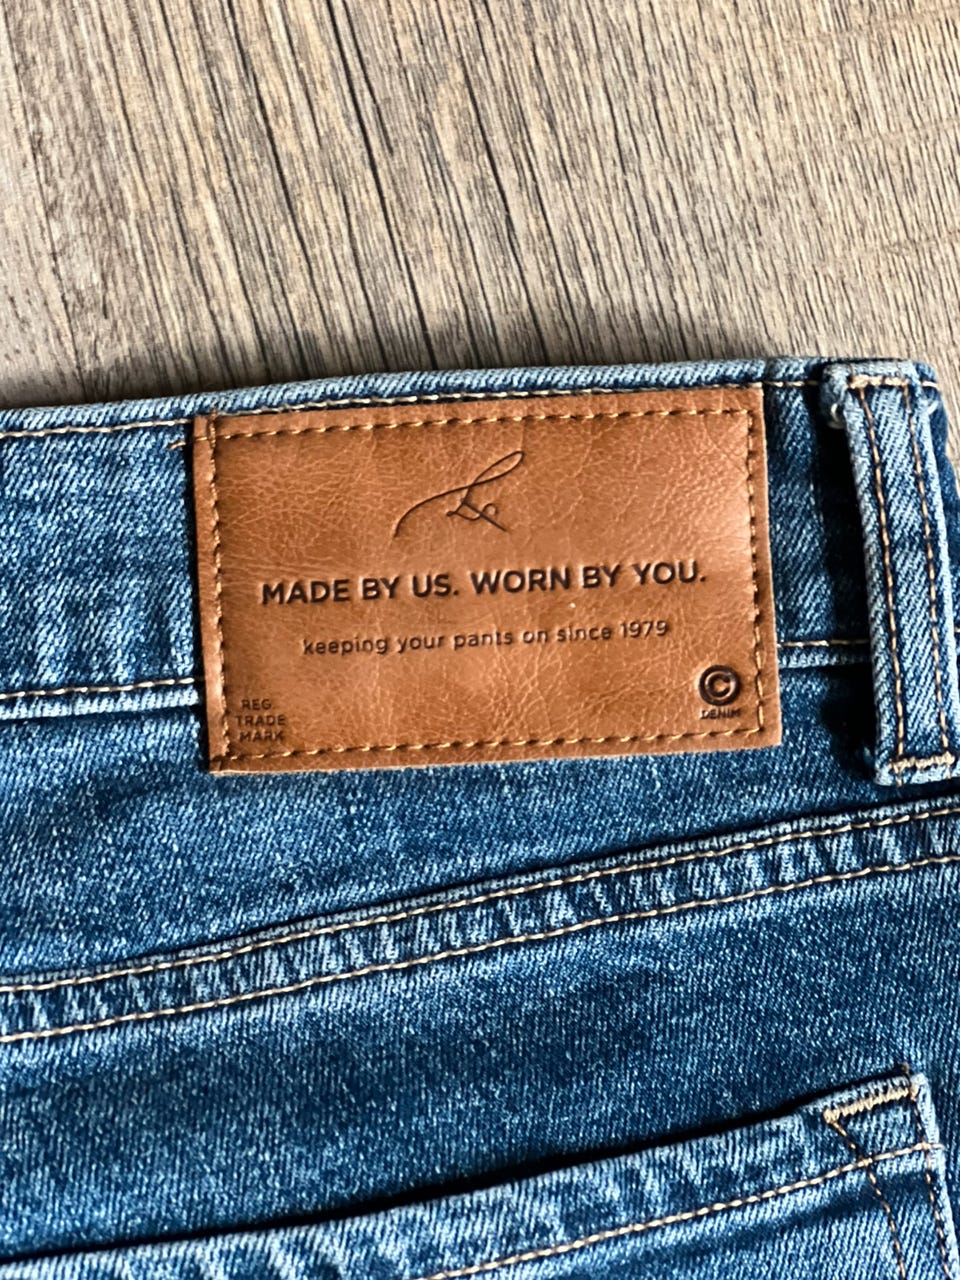 MADE BY US. WORN BY YOU.
keeping your pants on since 1979
REG.
TRADE
MARK
©
DENIM